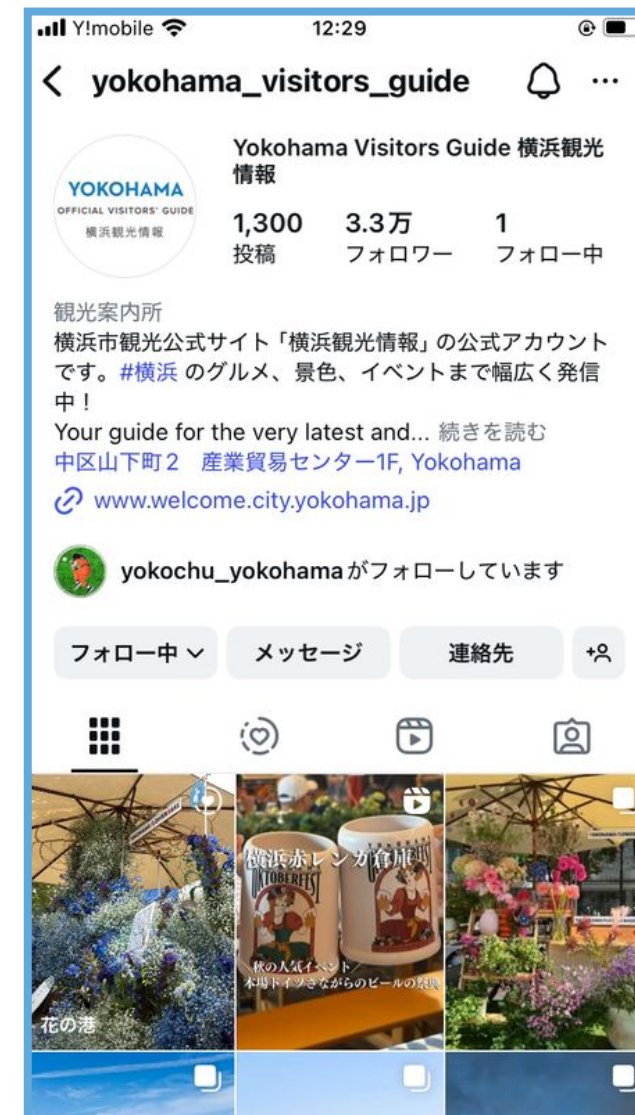 Y!mobile 12:29
yokohama_visitors_guide
YOKOHAMA
OFFICIAL VISITORS' GUIDE
横浜観光情報
Yokohama Visitors Guide 横浜観光
情報
1,300 3.3万 1
投稿 フォロワー フォロー中
観光案内所
横浜市観光公式サイト「横浜観光情報」の公式アカウント
です。#横浜 のグルメ、景色、イベントまで幅広く発信
中！
Your guide for the very latest and... 続きを読む
中区山下町2　産業貿易センター1F, Yokohama
www.welcome.city.yokohama.jp
yokochu_yokohamaがフォローしています
フォロー中 メッセージ 連絡先
花の港
横浜赤レンガ倉庫
OKTOBERFEST
秋の人気イベント
本場ドイツさながらのビールの祭典